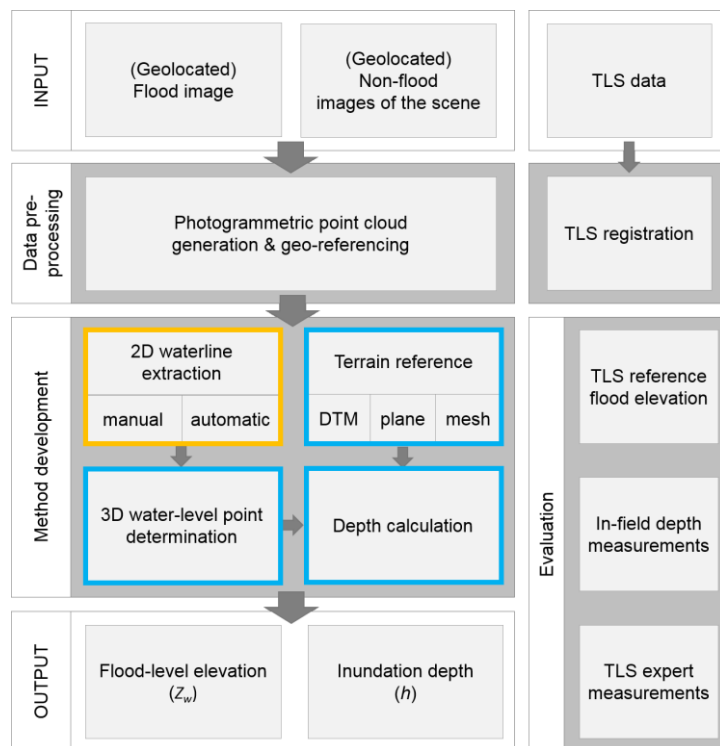 INPUT
(Geolocated)
Flood image
(Geolocated)
Non-flood
images of the scene
TLS data
Data pre-
processing
Photogrammetric point cloud
generation & geo-referencing
TLS registration
Method development
2D waterline
extraction
manual
automatic
Terrain reference
DTM
plane
mesh
3D water-level point
determination
Depth calculation
Evaluation
TLS reference
flood elevation
In-field depth
measurements
TLS expert
measurements
OUTPUT
Flood-level elevation
(Zw)
Inundation depth
(h)